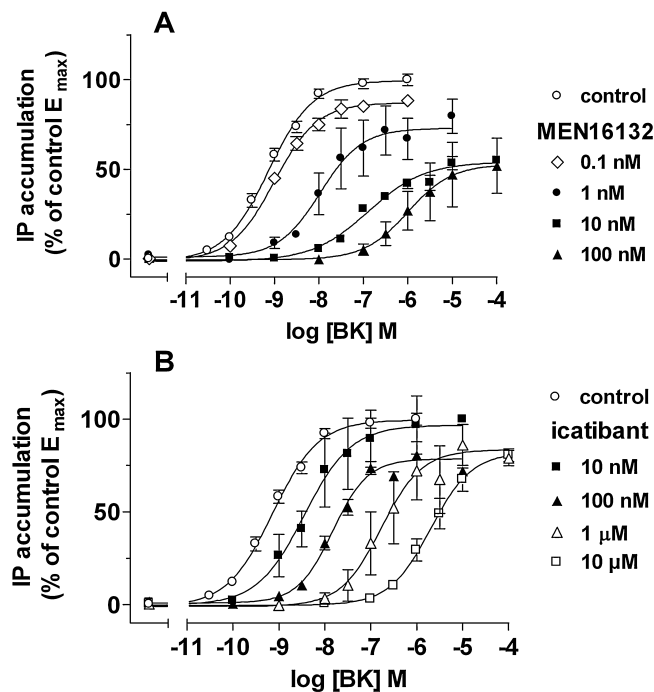 A
IP accumulation
(% of control Emax)
100
50
0
-11 -10 -9 -8 -7 -6 -5 -4
log [BK] M
control
MEN16132
0.1 nM
1 nM
10 nM
100 nM
B
IP accumulation
(% of control Emax)
100
50
0
-11 -10 -9 -8 -7 -6 -5 -4
log [BK] M
control
icatibant
10 nM
100 nM
1 μM
10 µM